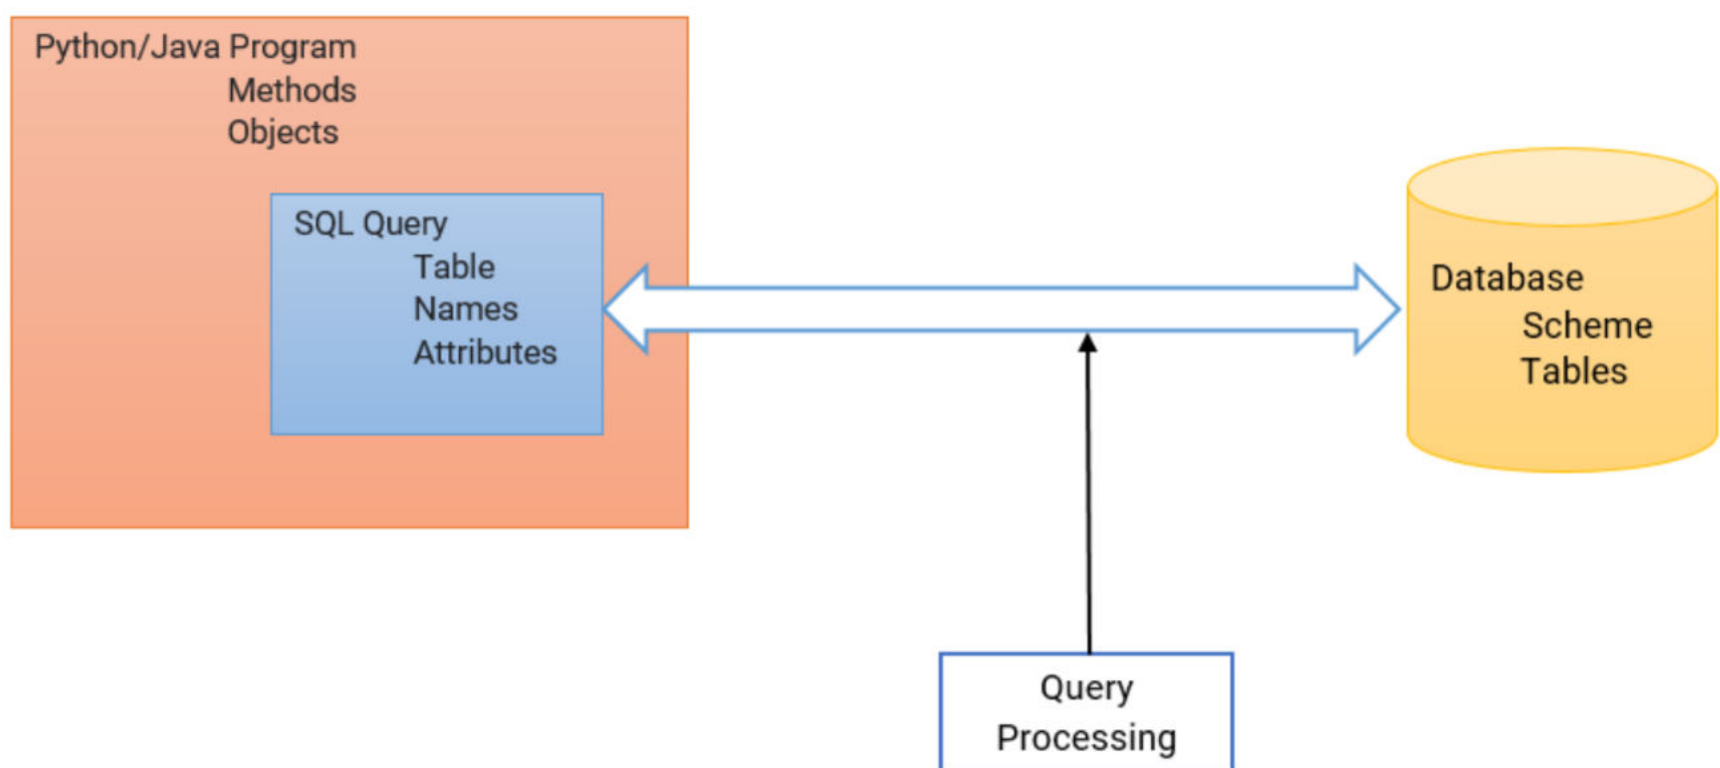 Python/Java Program
Methods
Objects
SQL Query
Table
Names
Attributes
Database
Scheme
Tables
Query
Processing